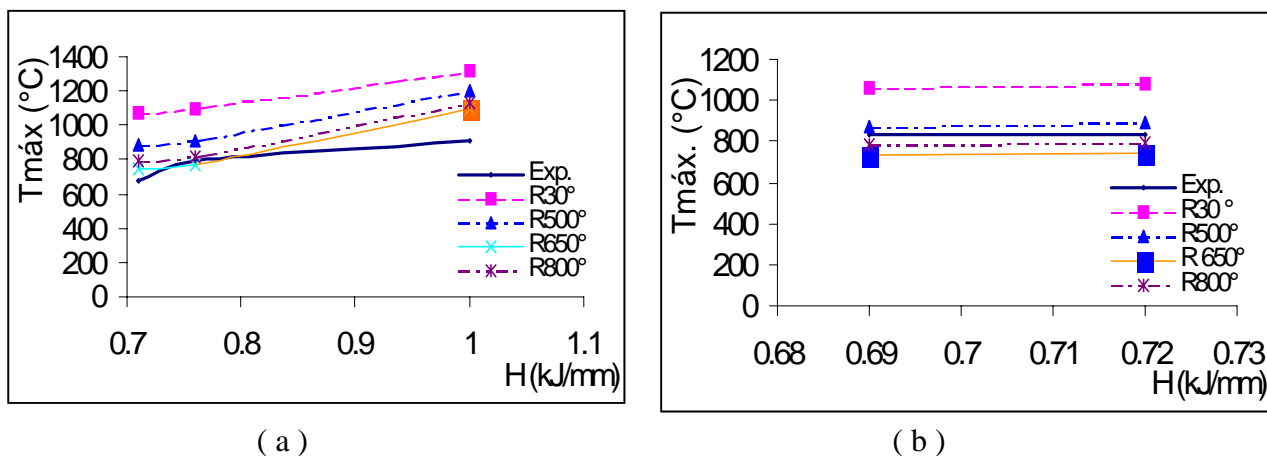 Tmáx (°C)
1400
1200
1000
800
600
400
200
0
0.7
0.8
0.9
1
1.1
H (kJ/mm)
Exp.
R30°
R500°
R650°
R800°
( a )
Tmáx. (°C)
1200
1000
800
600
400
200
0
0.68
0.69
0.7
0.71
0.72
0.73
H (kJ/mm)
Exp.
R30 °
R500°
R 650°
R800°
( b )